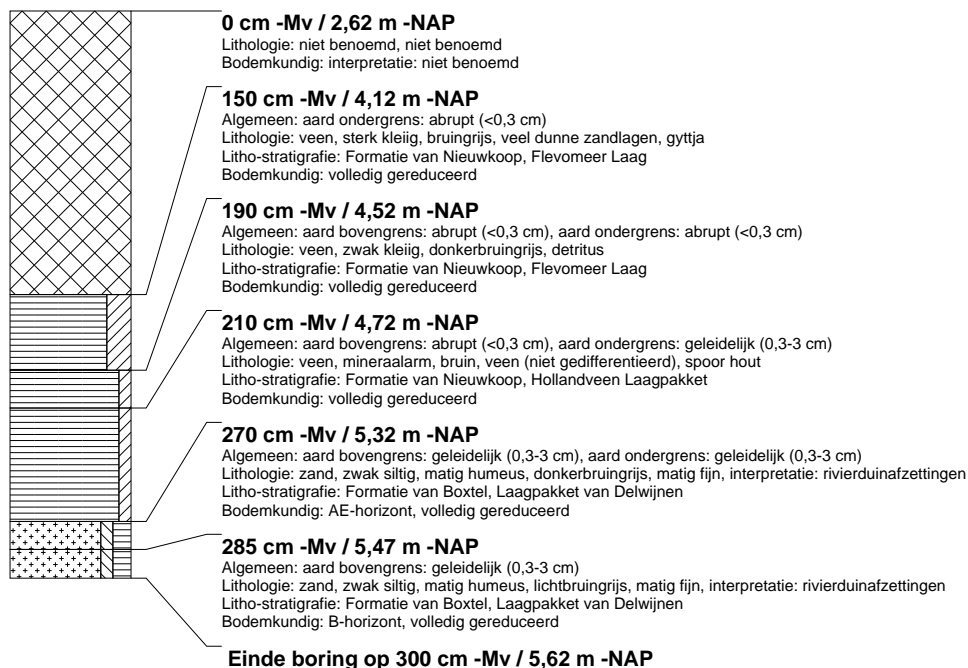 0 cm -Mv / 2,62 m -NAP
Lithologie: niet benoemd, niet benoemd
Bodemkundig: interpretatie: niet benoemd
150 cm -Mv / 4,12 m -NAP
Algemeen: aard ondergrens: abrupt (<0,3 cm)
Lithologie: veen, sterk kleiig, bruingrijs, veel dunne zandlagen, gyttja
Litho-stratigrafie: Formatie van Nieuwkoop, Flevomeer Laag
Bodemkundig: volledig gereduceerd
190 cm -Mv / 4,52 m -NAP
Algemeen: aard bovengrens: abrupt (<0,3 cm), aard ondergrens: abrupt (<0,3 cm)
Lithologie: veen, zwak kleiig, donkerbruingrijs, detritus
Litho-stratigrafie: Formatie van Nieuwkoop, Flevomeer Laag
Bodemkundig: volledig gereduceerd
210 cm -Mv / 4,72 m -NAP
Algemeen: aard bovengrens: abrupt (<0,3 cm), aard ondergrens: geleidelijk (0,3-3 cm)
Lithologie: veen, mineraalarm, bruin, veen (niet gedifferentieerd), spoor hout
Litho-stratigrafie: Formatie van Nieuwkoop, Hollandveen Laagpakket
Bodemkundig: volledig gereduceerd
270 cm -Mv / 5,32 m -NAP
Algemeen: aard bovengrens: geleidelijk (0,3-3 cm), aard ondergrens: geleidelijk (0,3-3 cm)
Lithologie: zand, zwak siltig, matig humeus, donkerbruingrijs, matig fijn, interpretatie: rivierduinafzettingen
Litho-stratigrafie: Formatie van Boxtel, Laagpakket van Delwijnen
Bodemkundig: AE-horizont, volledig gereduceerd
285 cm -Mv / 5,47 m -NAP
Algemeen: aard bovengrens: geleidelijk (0,3-3 cm)
Lithologie: zand, zwak siltig, matig humeus, lichtbruingrijs, matig fijn, interpretatie: rivierduinafzettingen
Litho-stratigrafie: Formatie van Boxtel, Laagpakket van Delwijnen
Bodemkundig: B-horizont, volledig gereduceerd
Einde boring op 300 cm -Mv / 5,62 m -NAP